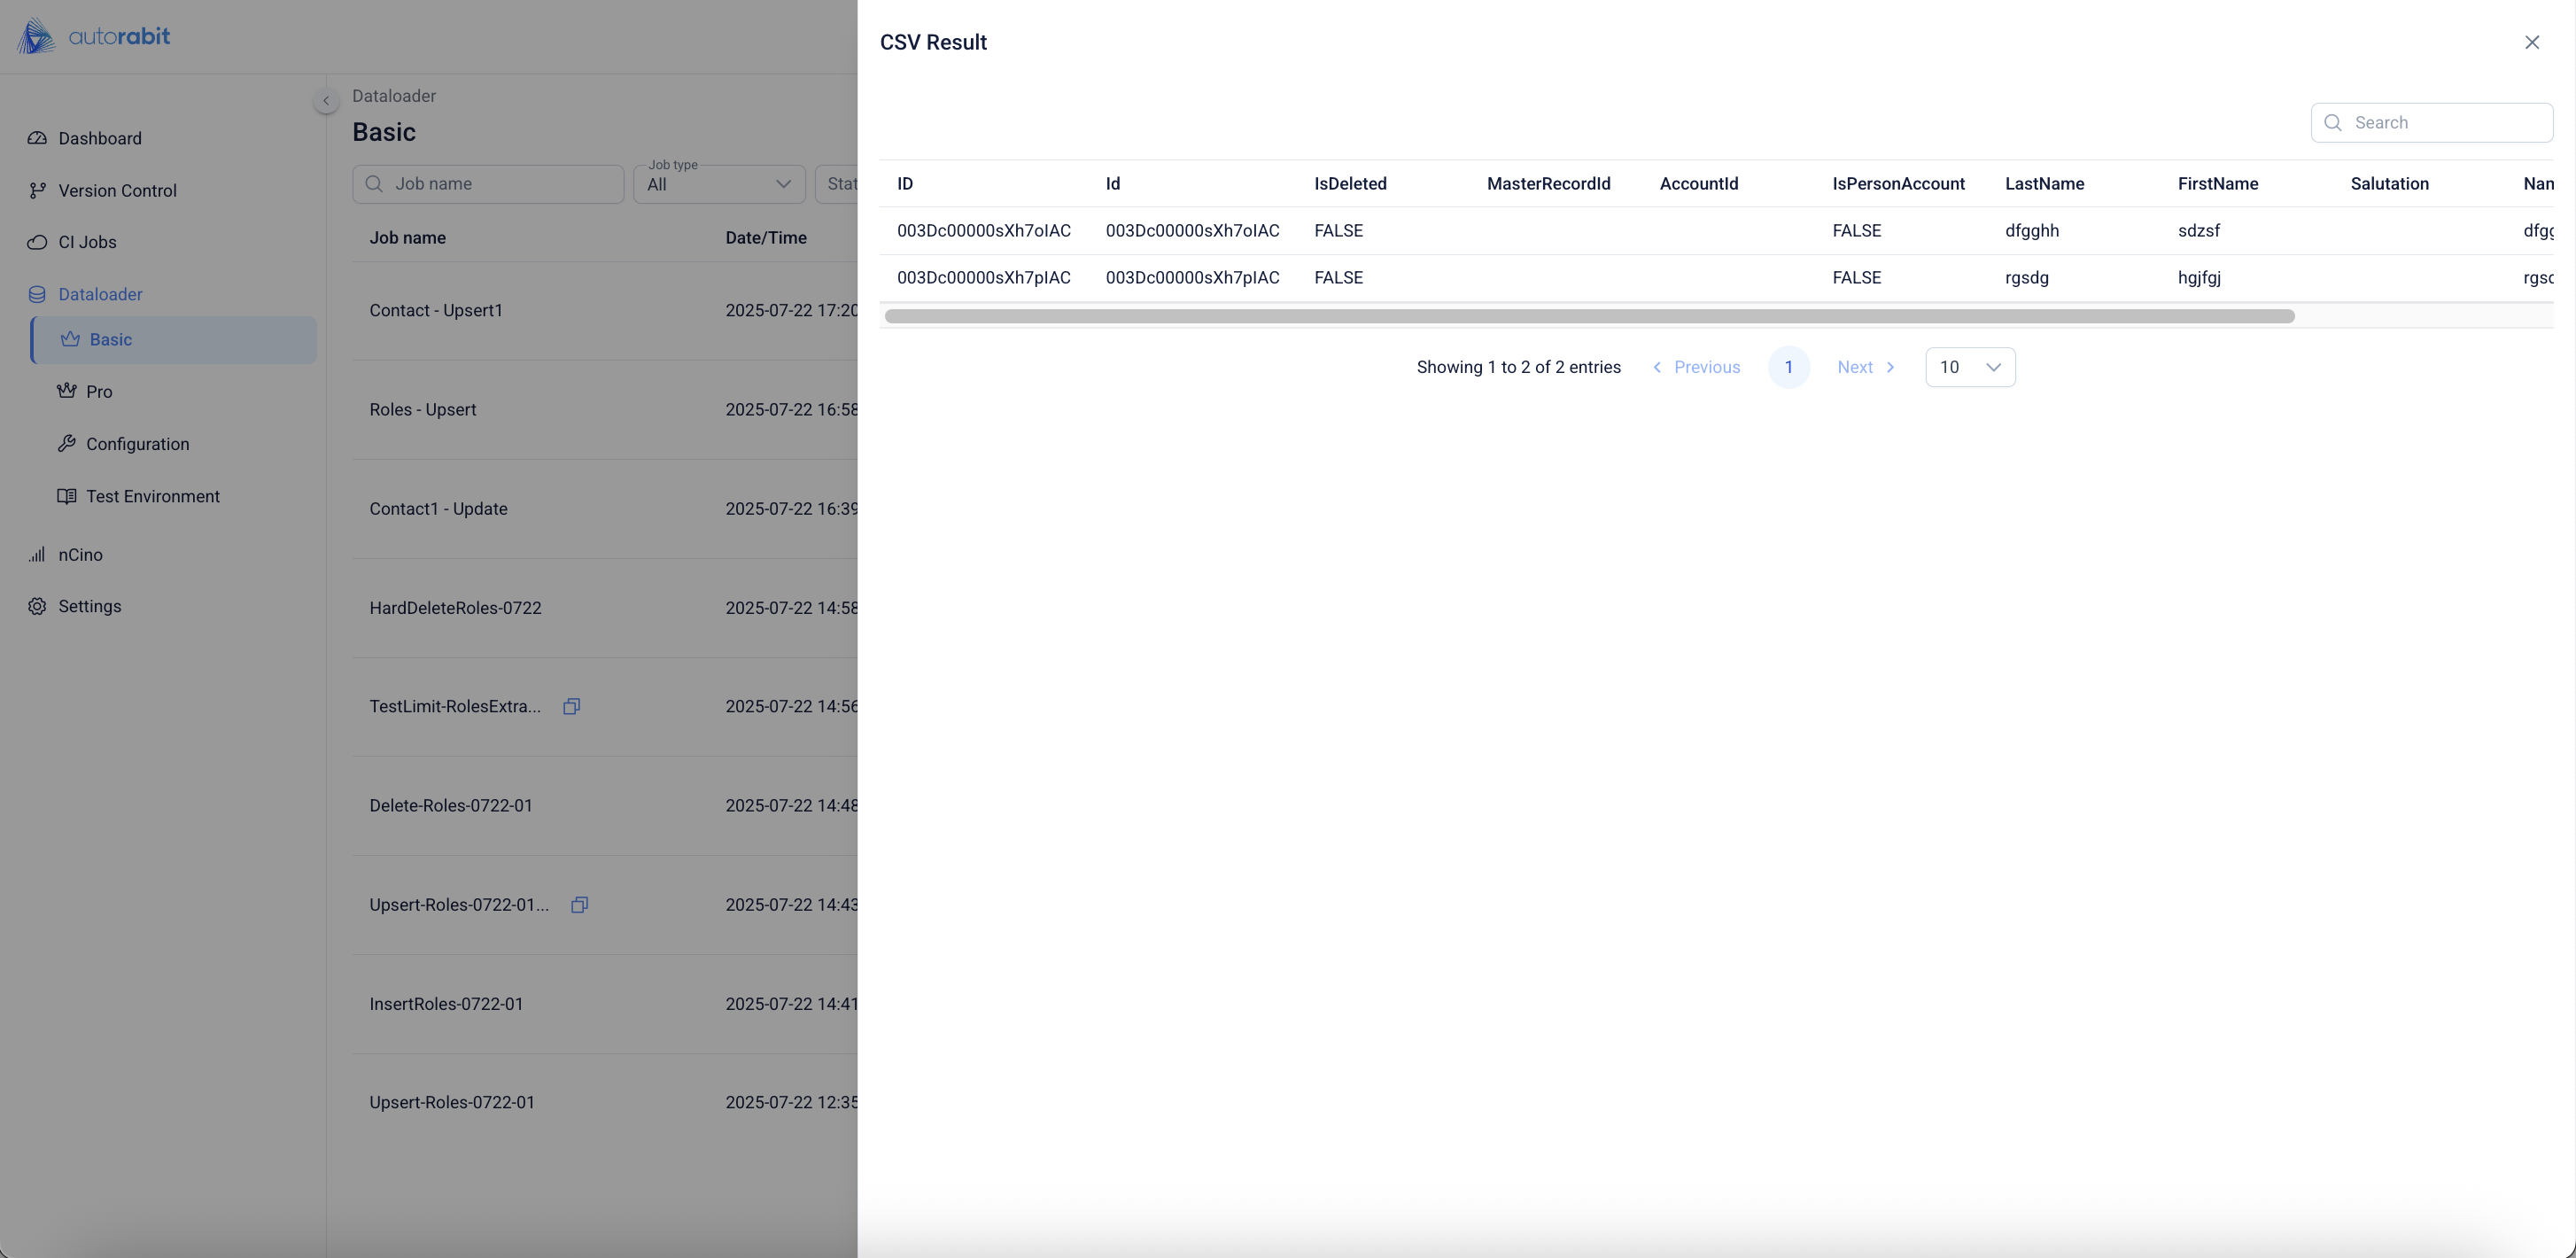 autorabit
Dashboard
Version Control
CI Jobs
Dataloader
Basic
Pro
Configuration
Test Environment
nCino
Settings
Dataloader
Basic
Job name
Job type
All
Stat
Job name Date/Time
Contact - Upsert1 2025-07-22 17:20
Roles - Upsert 2025-07-22 16:58
Contact1 - Update 2025-07-22 16:39
HardDeleteRoles-0722 2025-07-22 14:58
TestLimit-RolesExtra... 2025-07-22 14:56
Delete-Roles-0722-01 2025-07-22 14:48
Upsert-Roles-0722-01... 2025-07-22 14:43
InsertRoles-0722-01 2025-07-22 14:41
Upsert-Roles-0722-01 2025-07-22 12:35
CSV Result
Search
ID Id IsDeleted MasterRecordId AccountId IsPersonAccount LastName FirstName Salutation Nam
003Dc00000sXh7oIAC 003Dc00000sXh7oIAC FALSE FALSE dfgghh sdzsf dfgg
003Dc00000sXh7pIAC 003Dc00000sXh7pIAC FALSE FALSE rgsdg hgjfgj rgsd
Showing 1 to 2 of 2 entries Previous 1 Next 10